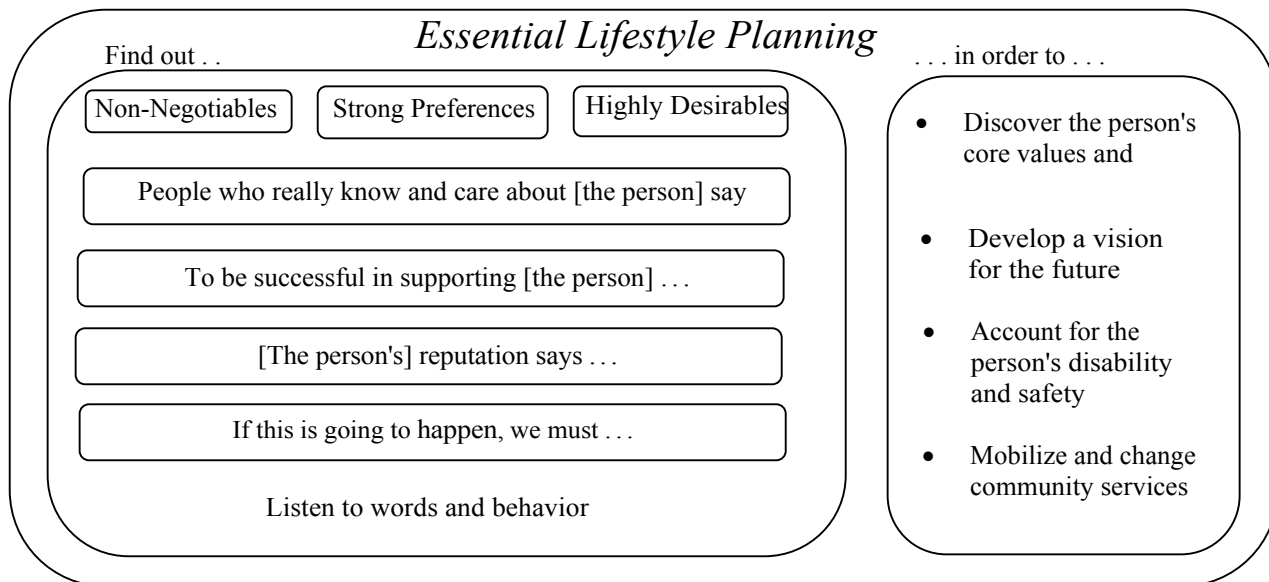 Essential Lifestyle Planning
Find out . .
Non-Negotiables
Strong Preferences
Highly Desirables
People who really know and care about [the person] say
To be successful in supporting [the person] . . .
[The person's] reputation says . . .
If this is going to happen, we must . . .
Listen to words and behavior
. . . in order to . . .
• Discover the person's
core values and
• Develop a vision
for the future
• Account for the
person's disability
and safety
• Mobilize and change
community services